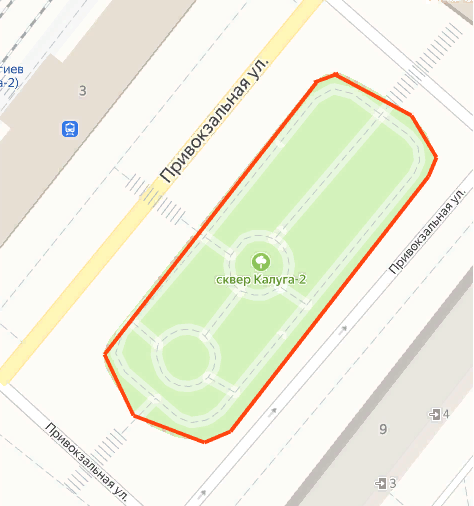 гиев
а-2)
3
Привокзальная ул.
сквер Калуга-2
Привокзальная ул.
Привокзальная ул.
9
4
3